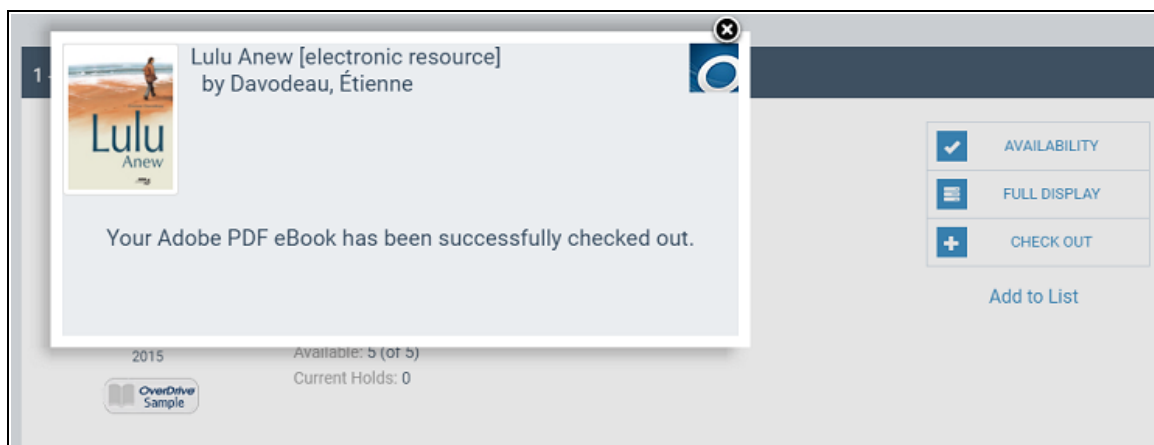 1
Lulu Anew [electronic resource]
by Davodeau, Étienne
Lulu
Anew
Your Adobe PDF eBook has been successfully checked out.
AVAILABILITY
FULL DISPLAY
CHECK OUT
Add to List
2015
Available: 5 (of 5)
Current Holds: 0
OverDrive
Sample